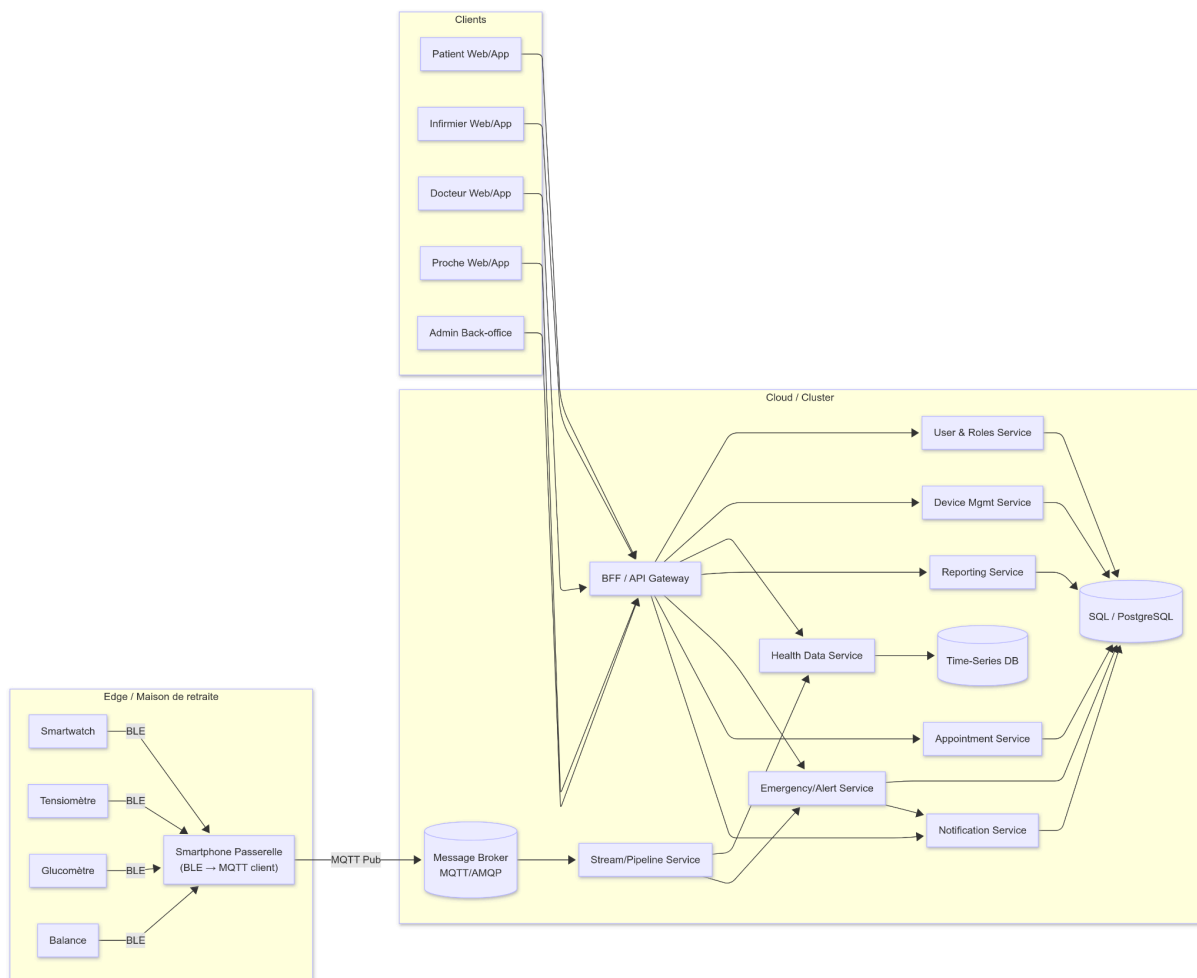 Clients
Patient Web/App
Infirmier Web/App
Docteur Web/App
Proche Web/App
Admin Back-office
Cloud / Cluster
User & Roles Service
Device Mgmt Service
BFF / API Gateway
Reporting Service
SQL / PostgreSQL
Health Data Service
Time-Series DB
Appointment Service
Emergency/Alert Service
Notification Service
Message Broker
MQTT/AMQP
Stream/Pipeline Service
Edge / Maison de retraite
Smartwatch
BLE
Tensiomètre
BLE
Smartphone Passerelle
(BLE → MQTT client)
MQTT Pub
Glucomètre
BLE
Balance
BLE